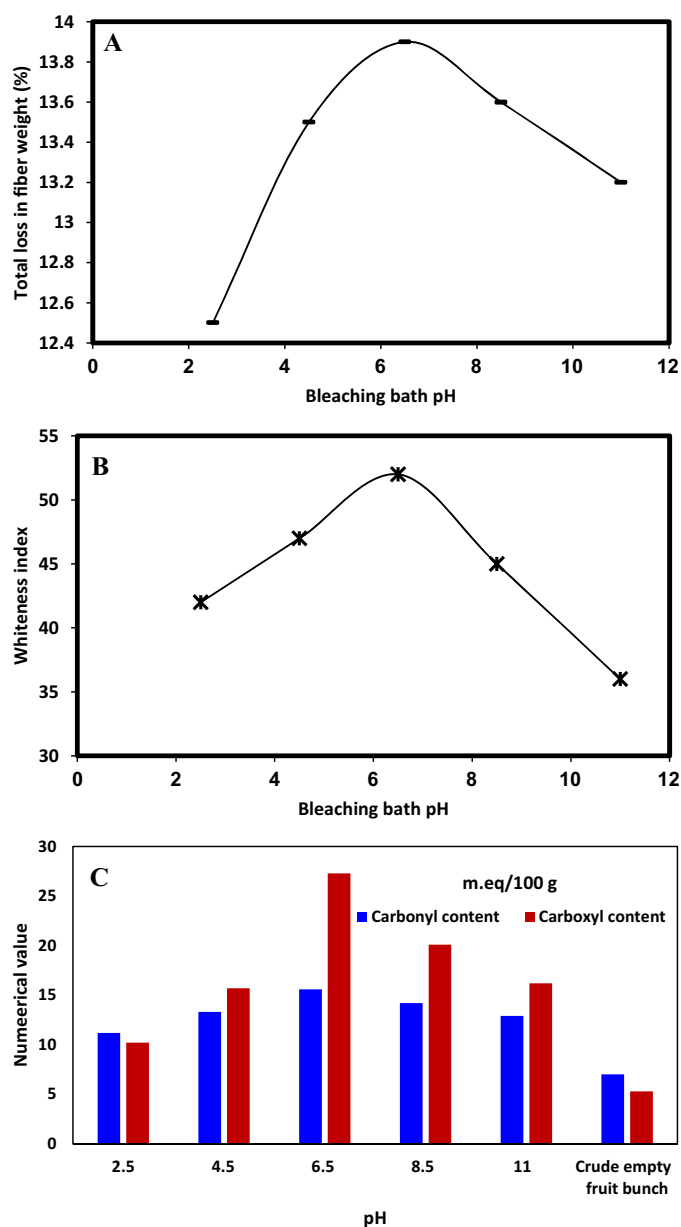 A
Total loss in fiber weight (%)
14
13.8
13.6
13.4
13.2
13
12.8
12.6
12.4
0 2 4 6 8 10 12
Bleaching bath pH
B
Whiteness index
55
50
45
40
35
30
0 2 4 6 8 10 12
Bleaching bath pH
C
m.eq/100 g
Carbonyl content Carboxyl content
Numeerical value
30
25
20
15
10
5
0
2.5 4.5 6.5 8.5 11 Crude empty
fruit bunch
pH